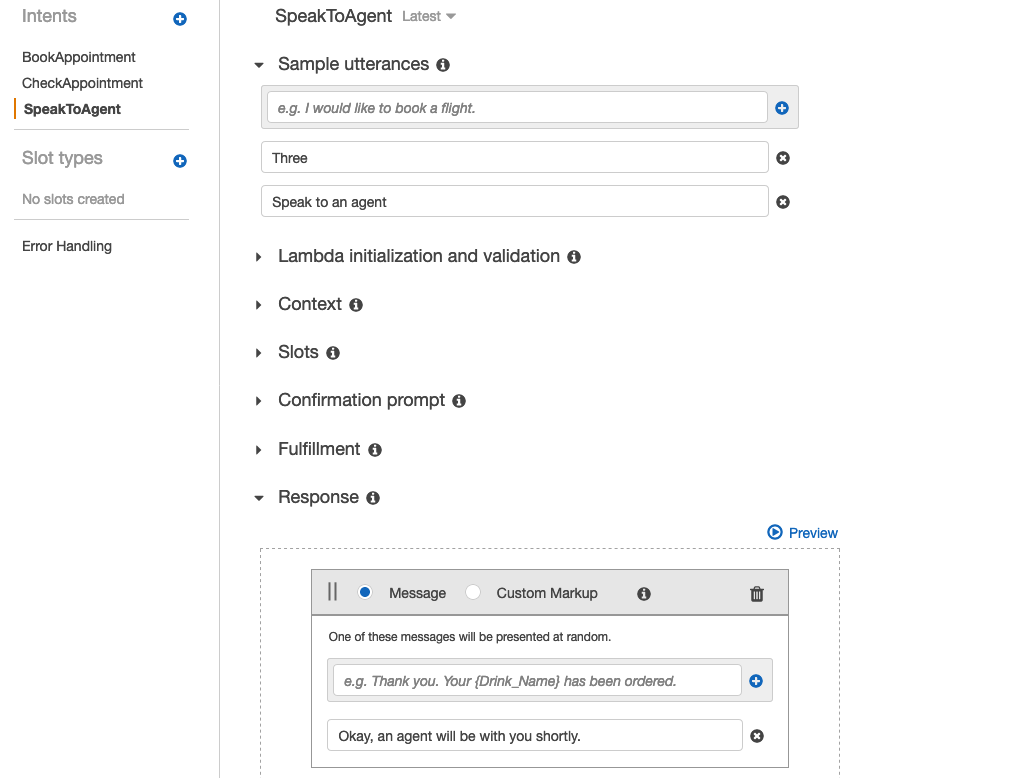 Intents
BookAppointment
CheckAppointment
SpeakToAgent
Slot types
No slots created
Error Handling
SpeakToAgent Latest
Sample utterances
e.g. I would like to book a flight.
Three
Speak to an agent
Lambda initialization and validation
Context
Slots
Confirmation prompt
Fulfillment
Response
Preview
Message Custom Markup
One of these messages will be presented at random.
e.g. Thank you. Your {Drink_Name} has been ordered.
Okay, an agent will be with you shortly.